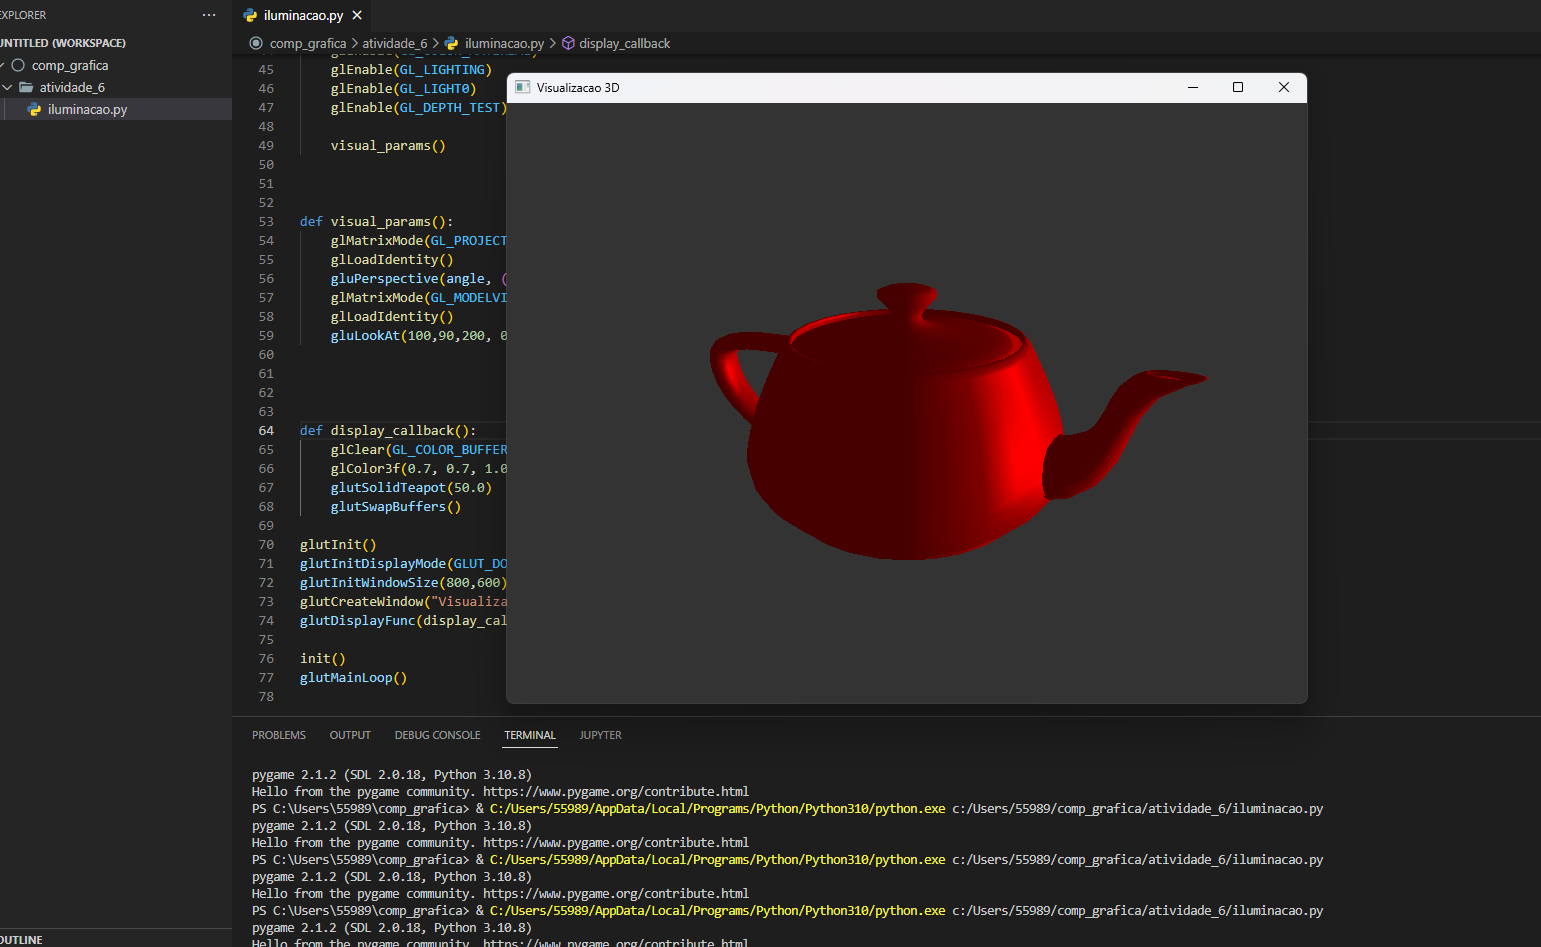 EXPLORER
UNTITLED (WORKSPACE)
comp_grafica
atividade_6
iluminacao.py
OUTLINE
iluminacao.py
comp_grafica > atividade_6 > iluminacao.py > display_callback
45 glEnable(GL_LIGHTING)
46 glEnable(GL_LIGHT0)
47 glEnable(GL_DEPTH_TEST)
48
49 visual_params()
50
51
52
53 def visual_params():
54 glMatrixMode(GL_PROJECT
55 glLoadIdentity()
56 gluPerspective(angle, (
57 glMatrixMode(GL_MODELVI
58 glLoadIdentity()
59 gluLookAt(100,90,200, 0
60
61
62
63
64 def display_callback():
65 glClear(GL_COLOR_BUFFER
66 glColor3f(0.7, 0.7, 1.0
67 glutSolidTeapot(50.0)
68 glutSwapBuffers()
69
70 glutInit()
71 glutInitDisplayMode(GLUT_DO
72 glutInitWindowSize(800,600)
73 glutCreateWindow("Visualiza
74 glutDisplayFunc(display_cal
75
76 init()
77 glutMainLoop()
78
Visualizacao 3D
PROBLEMS OUTPUT DEBUG CONSOLE TERMINAL JUPYTER
pygame 2.1.2 (SDL 2.0.18, Python 3.10.8)
Hello from the pygame community. https://www.pygame.org/contribute.html
PS C:\Users\55989\comp_grafica> & C:/Users/55989/AppData/Local/Programs/Python/Python310/python.exe c:/Users/55989/comp_grafica/atividade_6/iluminacao.py
pygame 2.1.2 (SDL 2.0.18, Python 3.10.8)
Hello from the pygame community. https://www.pygame.org/contribute.html
PS C:\Users\55989\comp_grafica> & C:/Users/55989/AppData/Local/Programs/Python/Python310/python.exe c:/Users/55989/comp_grafica/atividade_6/iluminacao.py
pygame 2.1.2 (SDL 2.0.18, Python 3.10.8)
Hello from the pygame community. https://www.pygame.org/contribute.html
PS C:\Users\55989\comp_grafica> & C:/Users/55989/AppData/Local/Programs/Python/Python310/python.exe c:/Users/55989/comp_grafica/atividade_6/iluminacao.py
pygame 2.1.2 (SDL 2.0.18, Python 3.10.8)
Hello from the pygame community. https://www.pygame.org/contribute.html